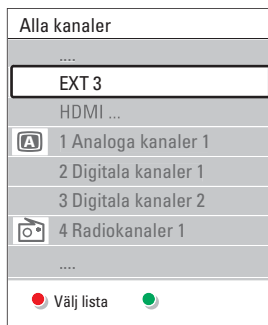 Alla kanaler
....
EXT 3
HDMI ...
A 1 Analoga kanaler 1
2 Digitala kanaler 1
3 Digitala kanaler 2
4 Radiokanaler 1
....
Välj lista